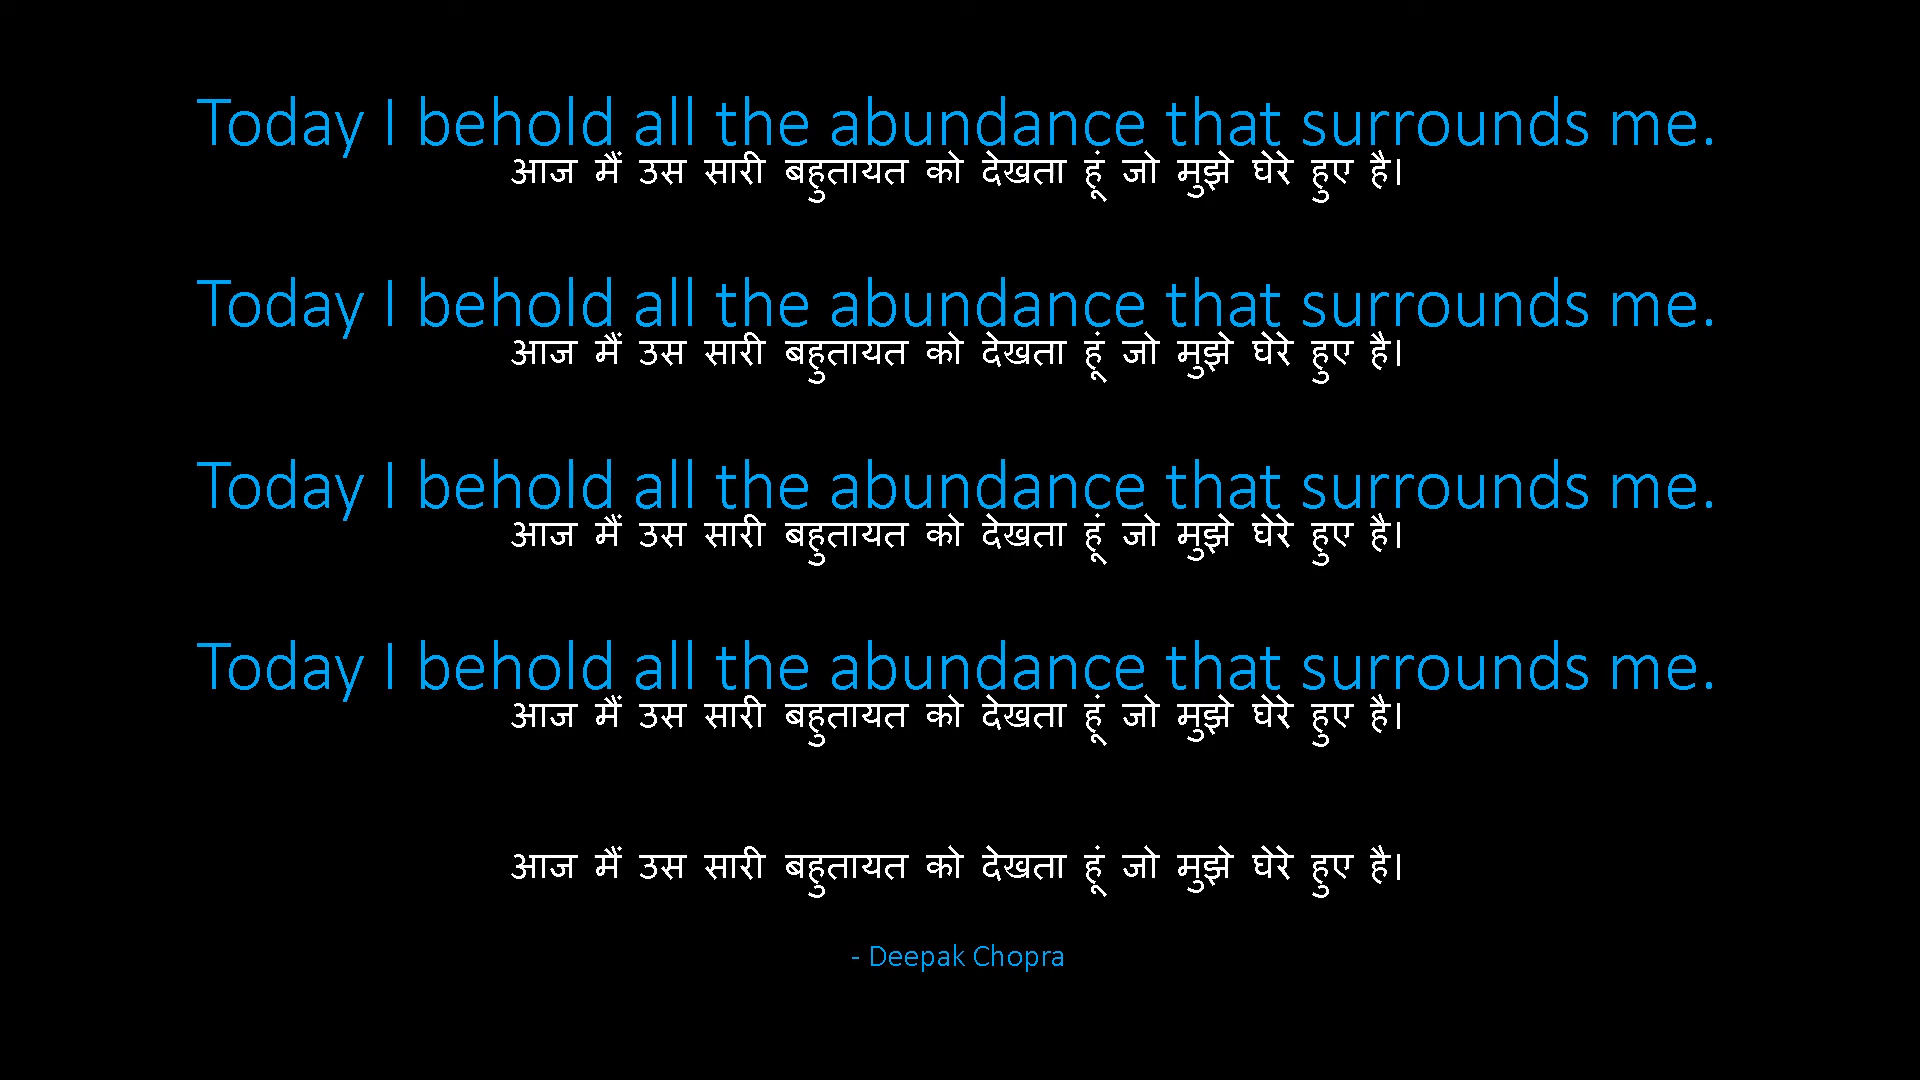 Today I behold all the abundance that surrounds me.
आज मैं उस सारी बहुतायत को देखता हूं जो मुझे घेरे हुए है।
Today I behold all the abundance that surrounds me.
आज मैं उस सारी बहुतायत को देखता हूं जो मुझे घेरे हुए है।
Today I behold all the abundance that surrounds me.
आज मैं उस सारी बहुतायत को देखता हूं जो मुझे घेरे हुए है।
Today I behold all the abundance that surrounds me.
आज मैं उस सारी बहुतायत को देखता हूं जो मुझे घेरे हुए है।
आज मैं उस सारी बहुतायत को देखता हूं जो मुझे घेरे हुए है।
- Deepak Chopra